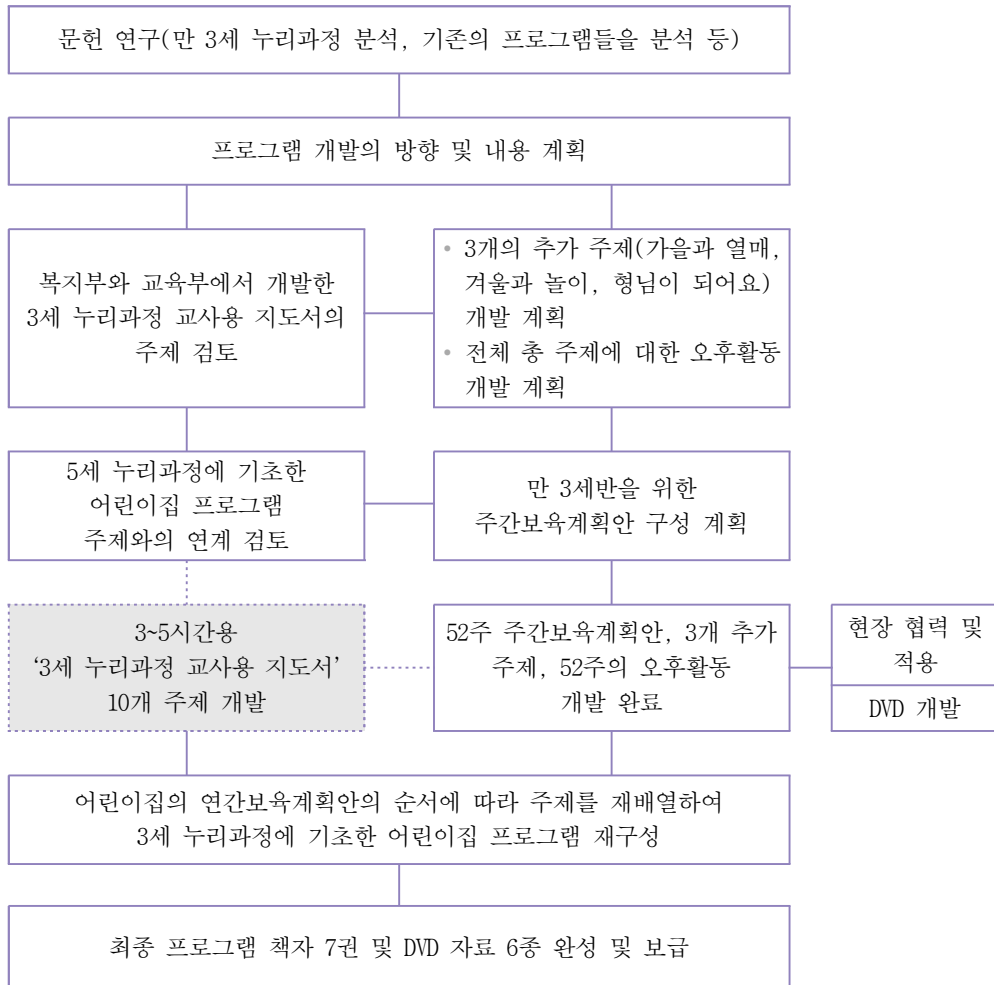 문헌 연구(만 3세 누리과정 분석, 기존의 프로그램들을 분석 등)
프로그램 개발의 방향 및 내용 계획
복지부와 교육부에서 개발한
3세 누리과정 교사용 지도서의
주제 검토
• 3개의 추가 주제(가을과 열매,
겨울과 놀이, 형님이 되어요)
개발 계획
• 전체 총 주제에 대한 오후활동
개발 계획
5세 누리과정에 기초한
어린이집 프로그램
주제와의 연계 검토
만 3세반을 위한
주간보육계획안 구성 계획
3~5시간용
‘3세 누리과정 교사용 지도서’
10개 주제 개발
52주 주간보육계획안, 3개 추가
주제, 52주의 오후활동
개발 완료
현장 협력 및
적용
DVD 개발
어린이집의 연간보육계획안의 순서에 따라 주제를 재배열하여
3세 누리과정에 기초한 어린이집 프로그램 재구성
최종 프로그램 책자 7권 및 DVD 자료 6종 완성 및 보급